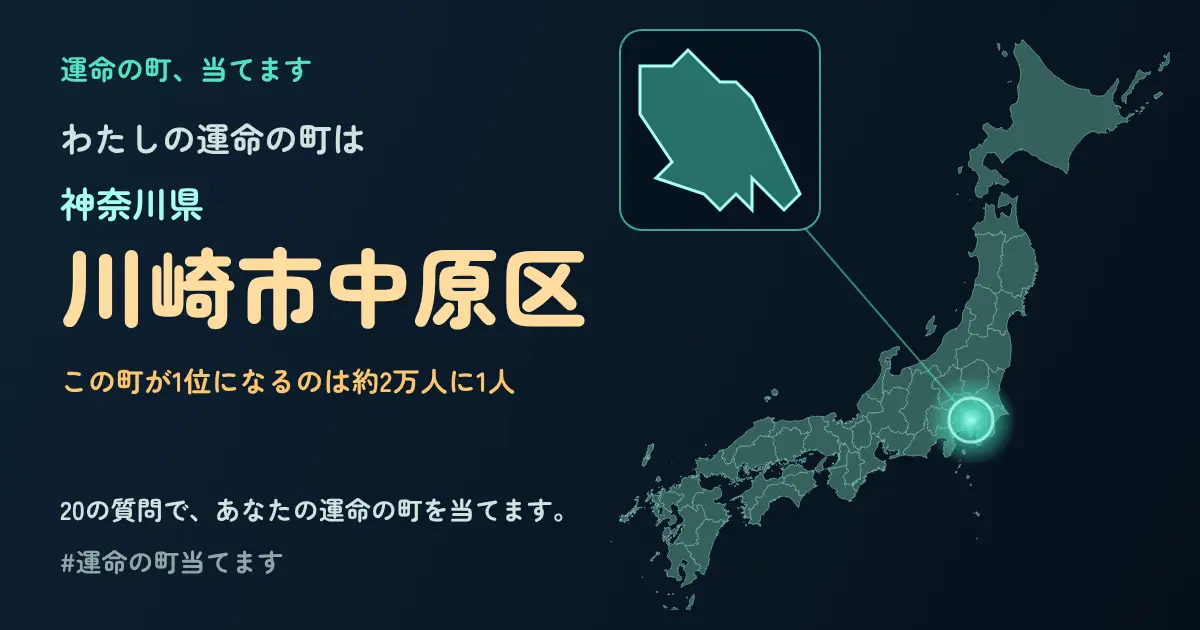 運命の町、当てます
わたしの運命の町は
神奈川県
川崎市中原区
この町が1位になるのは約2万人に1人
20の質問で、あなたの運命の町を当てます。
#運命の町当てます